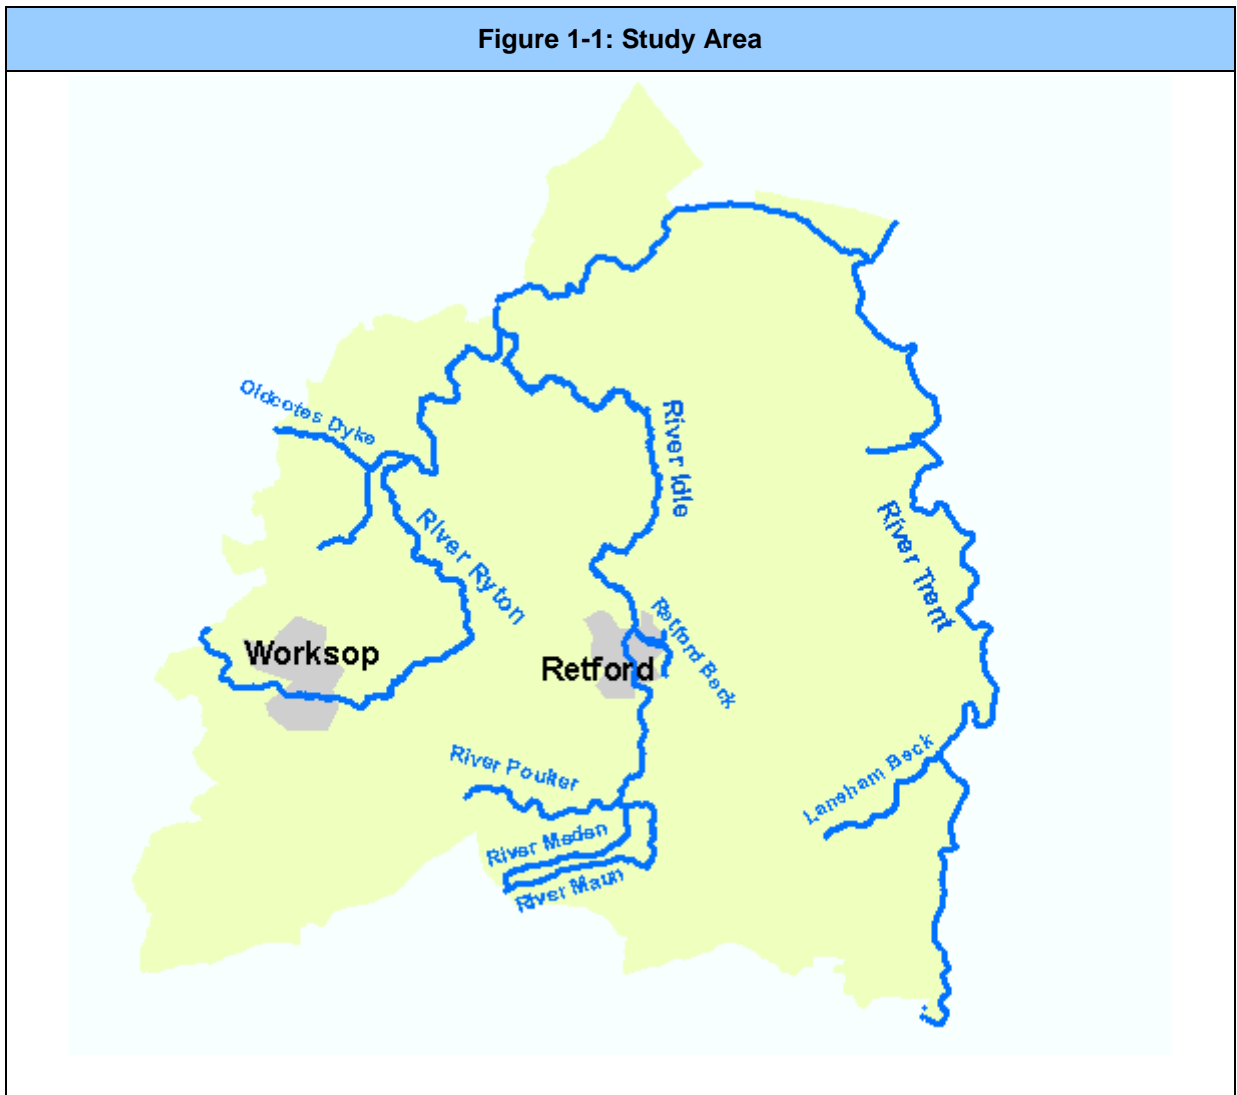 Figure 1-1: Study Area
Oldcotes Dyke
River Idle
River Ryton
River Trent
Retford Beck
Worksop
Retford
River Poulter
Laneham Beck
River Meden
River Maun